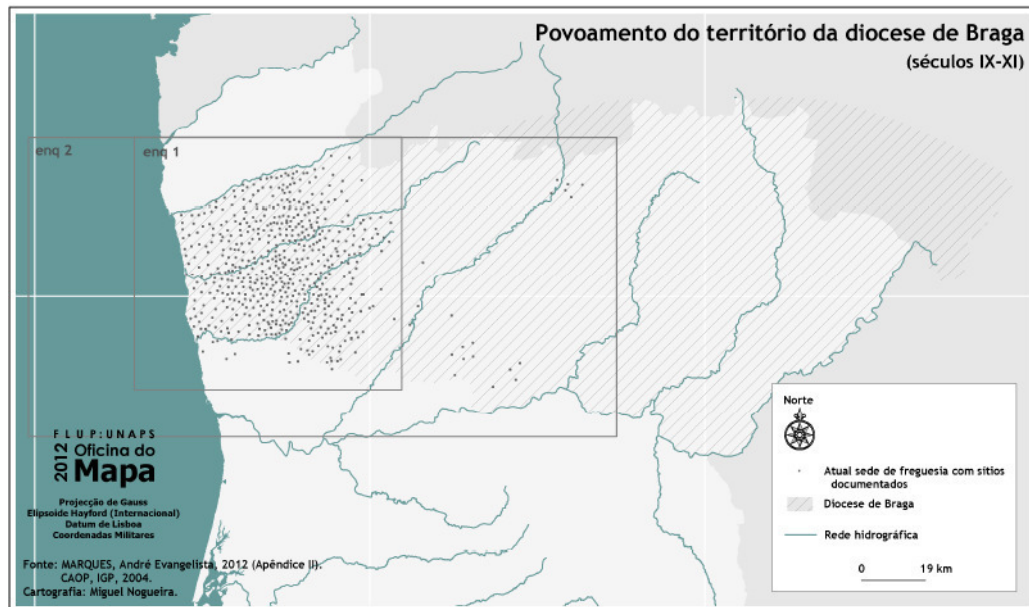 Povoamento do território da diocese de Braga
(séculos IX-XI)
enq 2
enq 1
FLUP:UNAPS
2012 Oficina do
Mapa
Projecção de Gauss
Elipsoide Hayford (Internacional)
Datum de Lisboa
Coordenadas Militares
Fonte: MARQUES, André Evangelista, 2012 (Apêndice II).
CAOP, IGP, 2004.
Cartografia: Miguel Nogueira.
Norte
Atual sede de freguesia com sítios
documentados
Diocese de Braga
Rede hidrográfica
0 19 km